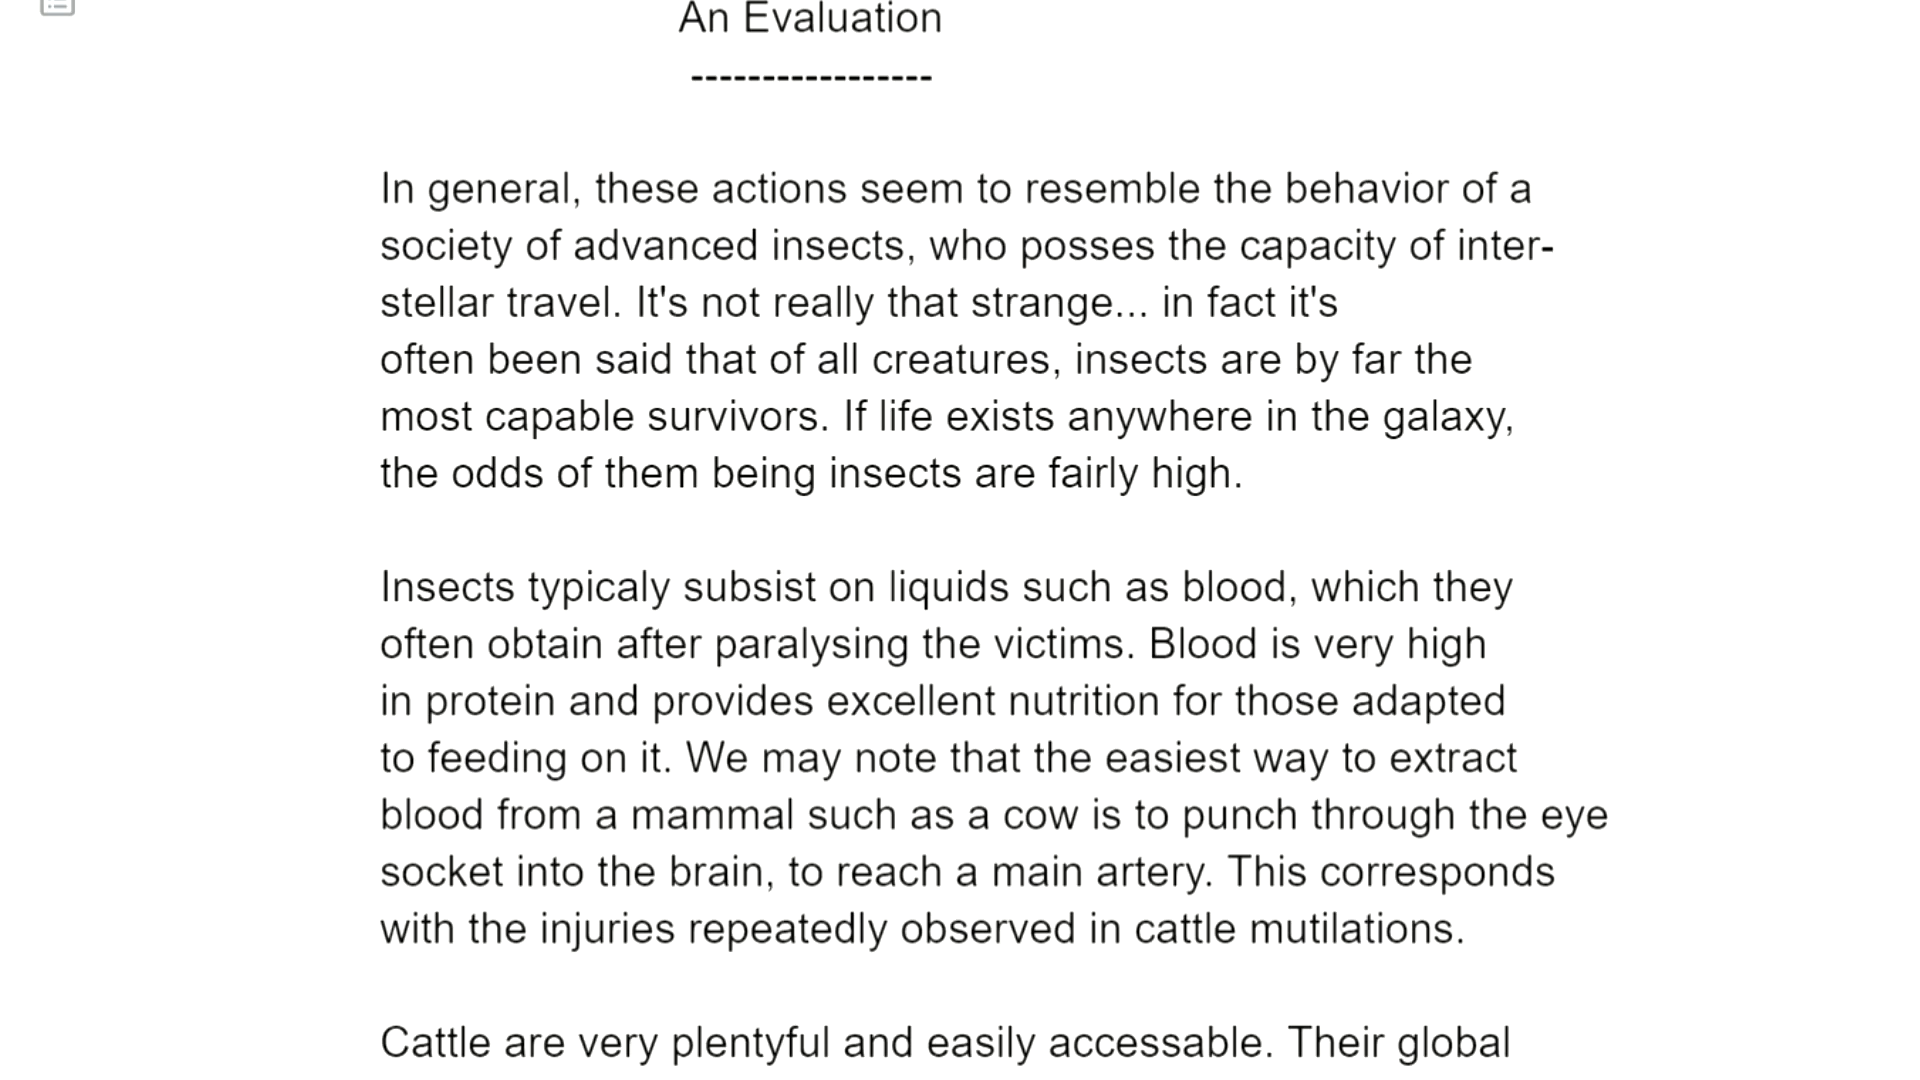 An Evaluation
-----------------
In general, these actions seem to resemble the behavior of a
society of advanced insects, who posses the capacity of inter-
stellar travel. It's not really that strange... in fact it's
often been said that of all creatures, insects are by far the
most capable survivors. If life exists anywhere in the galaxy,
the odds of them being insects are fairly high.
Insects typicaly subsist on liquids such as blood, which they
often obtain after paralysing the victims. Blood is very high
in protein and provides excellent nutrition for those adapted
to feeding on it. We may note that the easiest way to extract
blood from a mammal such as a cow is to punch through the eye
socket into the brain, to reach a main artery. This corresponds
with the injuries repeatedly observed in cattle mutilations.
Cattle are very plentyful and easily accessable. Their global